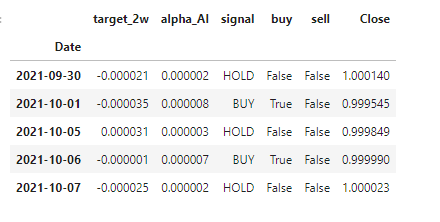 target_2w alpha_AI signal buy sell Close
Date
2021-09-30 -0.000021 0.000002 HOLD False False 1.000140
2021-10-01 -0.000035 0.000008 BUY True False 0.999545
2021-10-05 0.000031 0.000003 HOLD False False 0.999849
2021-10-06 -0.000001 0.000007 BUY True False 0.999990
2021-10-07 -0.000025 0.000002 HOLD False False 1.000023